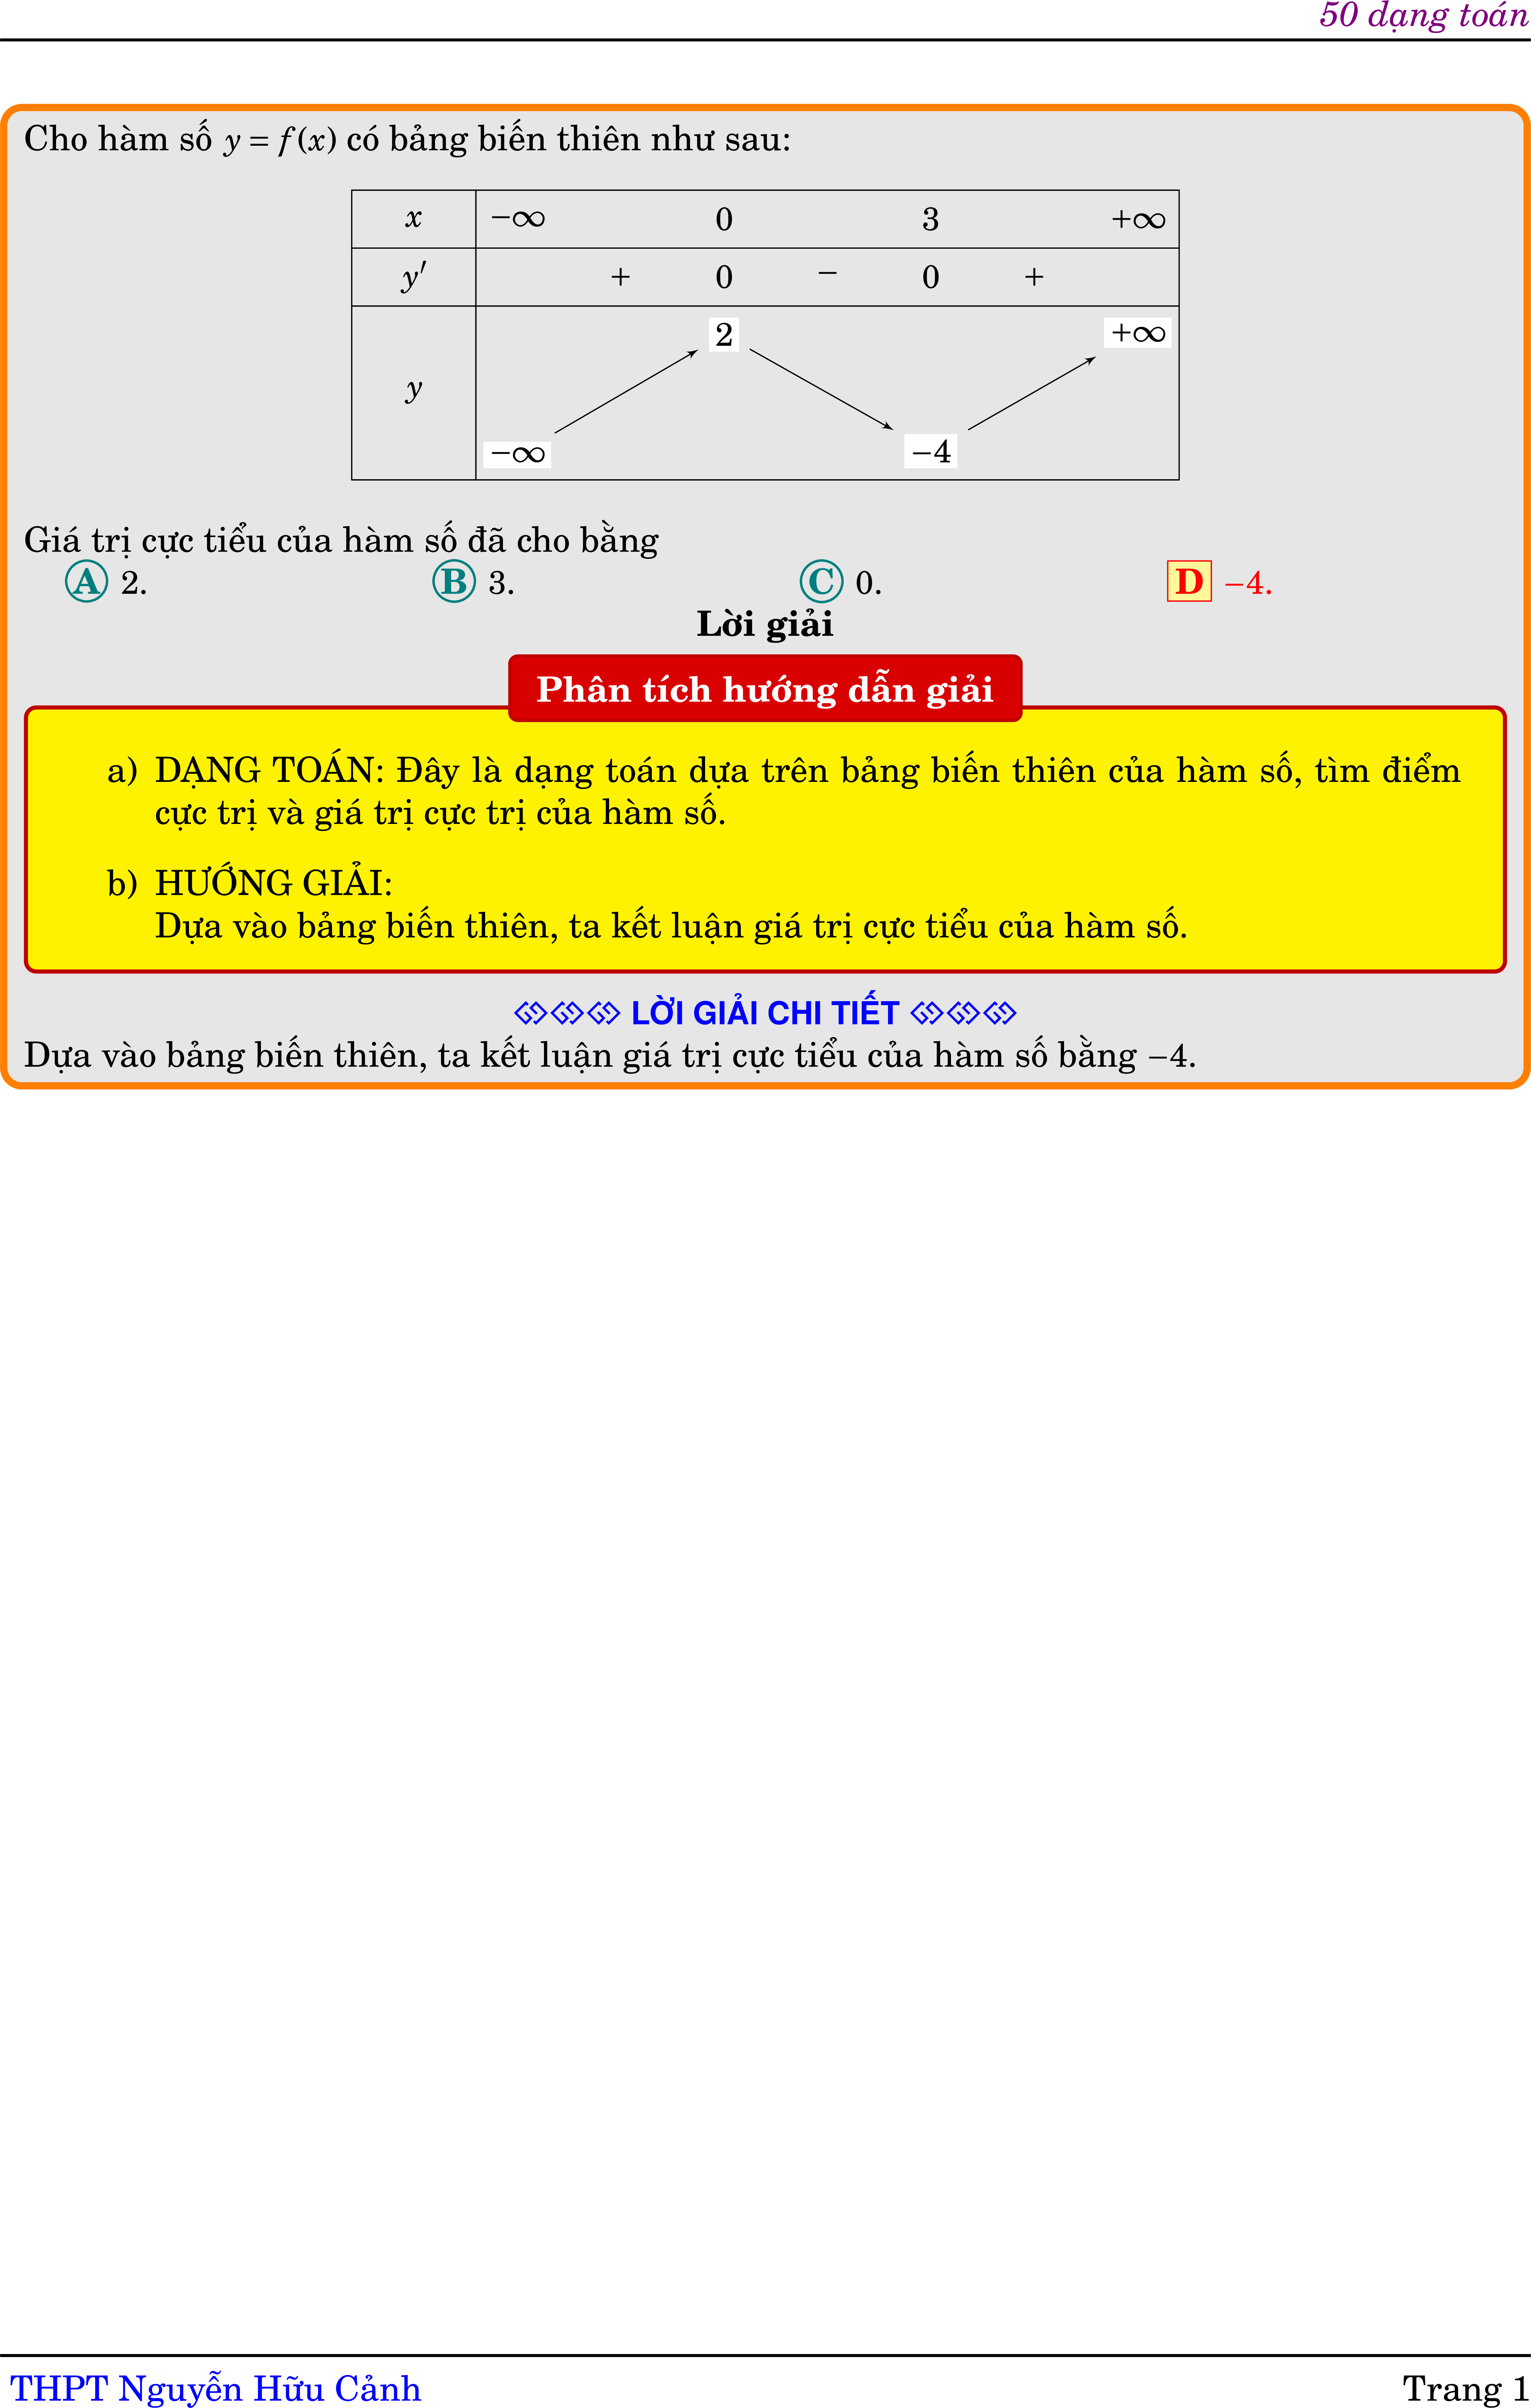 50 dạng toán
Cho hàm số y = f(x) có bảng biến thiên như sau:
x −∞ 0 3 +∞
y′ + 0 − 0 +
2 +∞
y
−∞ −4
Giá trị cực tiểu của hàm số đã cho bằng
A 2. B 3. C 0. D −4.
Lời giải
Phân tích hướng dẫn giải
a) DẠNG TOÁN: Đây là dạng toán dựa trên bảng biến thiên của hàm số, tìm điểm
cực trị và giá trị cực trị của hàm số.
b) HƯỚNG GIẢI:
Dựa vào bảng biến thiên, ta kết luận giá trị cực tiểu của hàm số.
LỜI GIẢI CHI TIẾT
Dựa vào bảng biến thiên, ta kết luận giá trị cực tiểu của hàm số bằng −4.
THPT Nguyễn Hữu Cảnh Trang 1